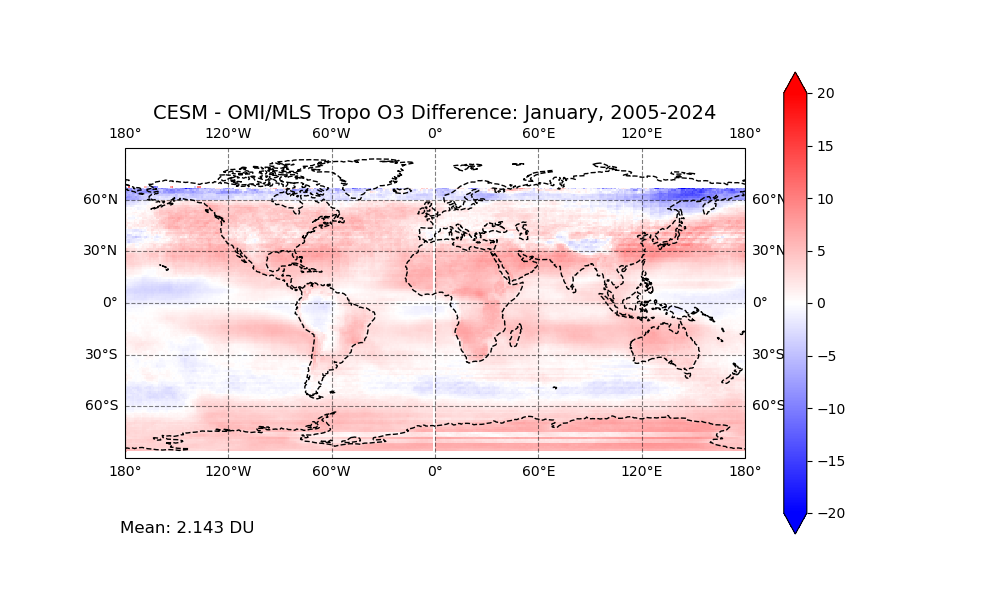 CESM - OMI/MLS Tropo O3 Difference: January, 2005-2024
180° 120°W 60°W 0° 60°E 120°E 180°
60°N 60°N
30°N 30°N
0° 0°
30°S 30°S
60°S 60°S
180° 120°W 60°W 0° 60°E 120°E 180°
20
15
10
5
0
−5
−10
−15
−20
Mean: 2.143 DU